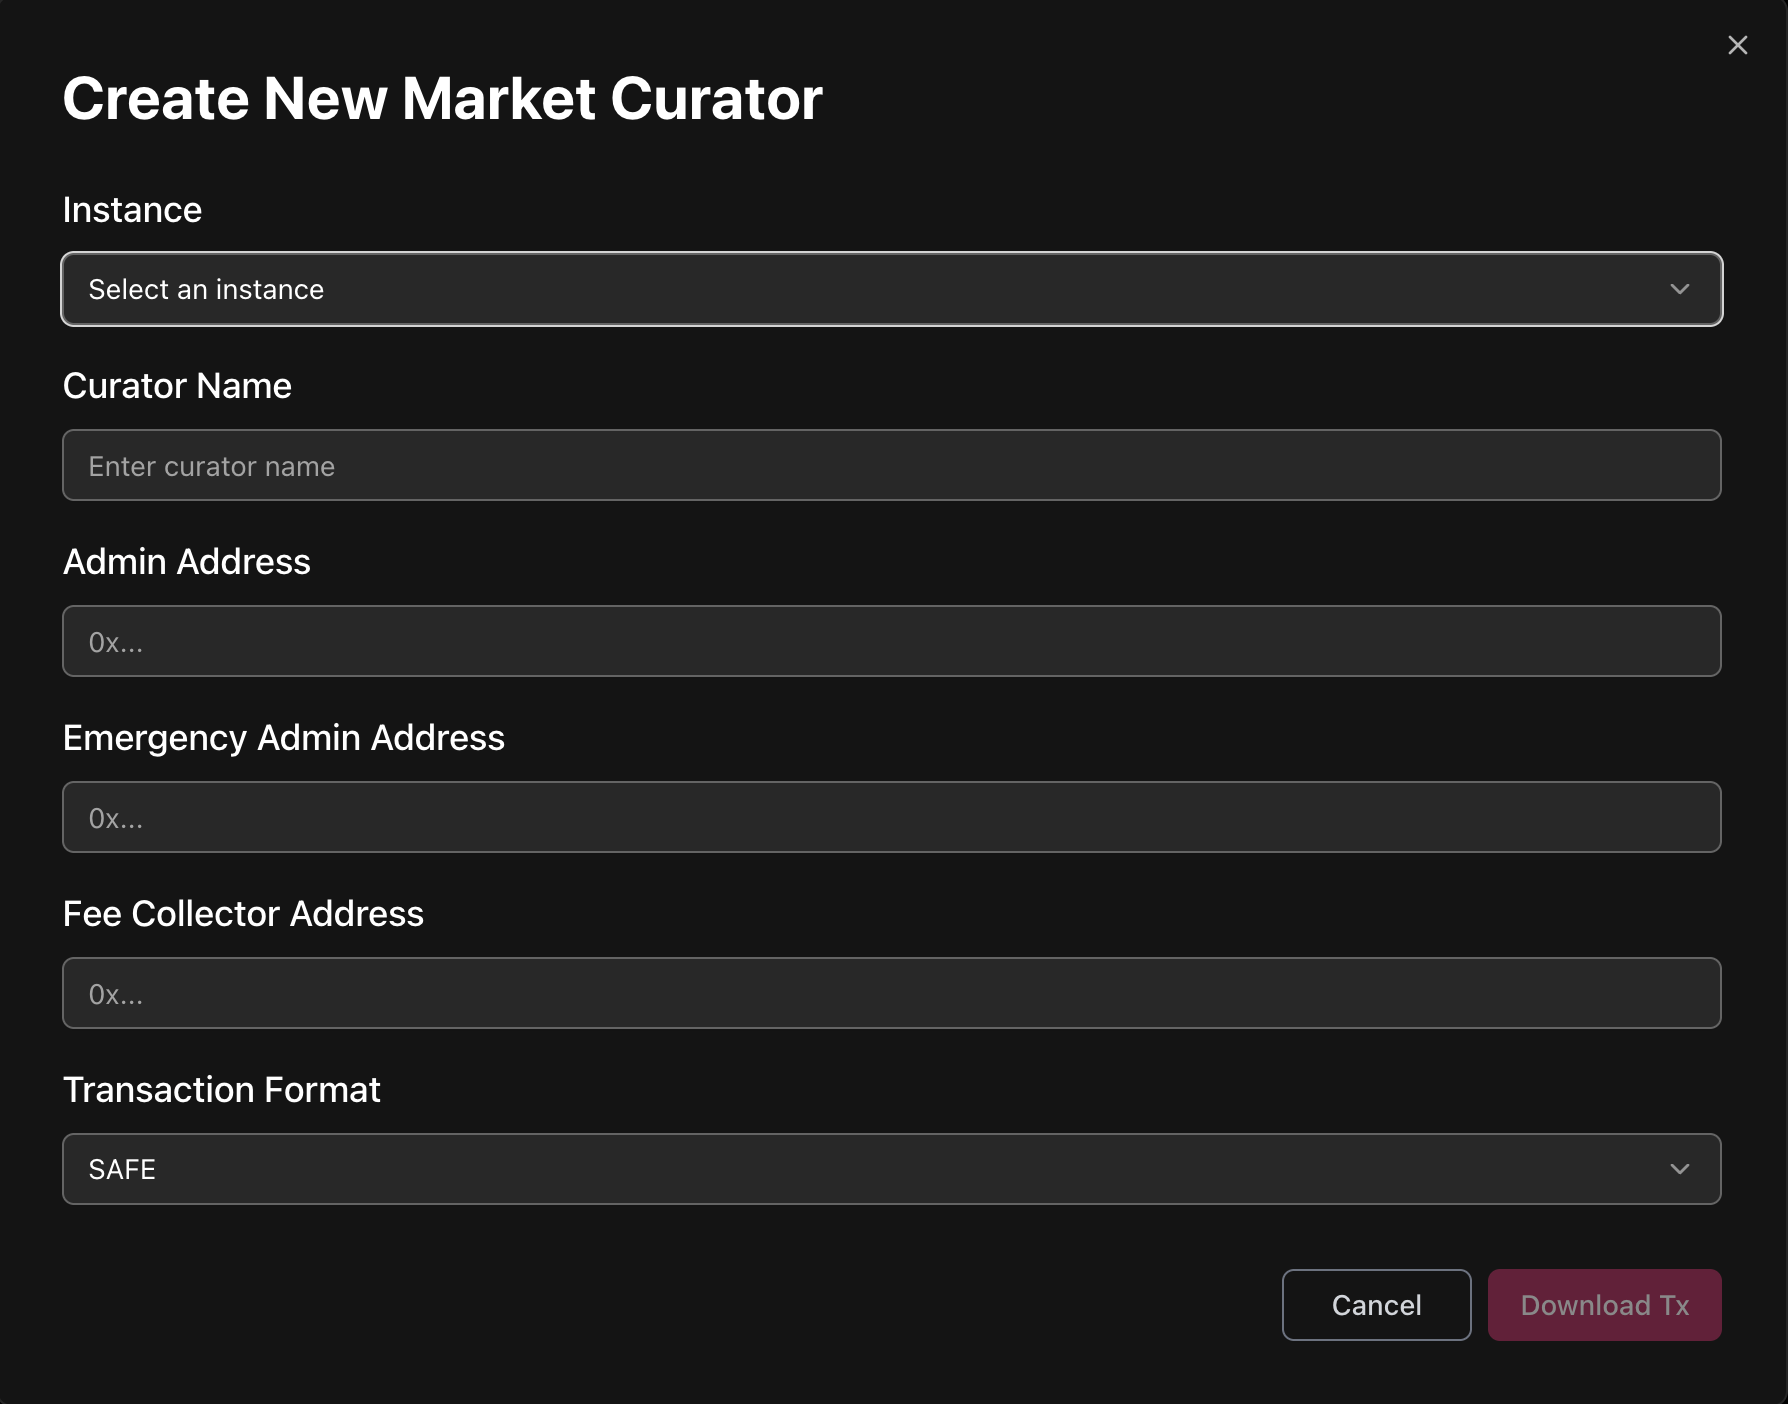 Create New Market Curator
Instance
Select an instance
Curator Name
Enter curator name
Admin Address
0x...
Emergency Admin Address
0x...
Fee Collector Address
0x...
Transaction Format
SAFE
Cancel
Download Tx